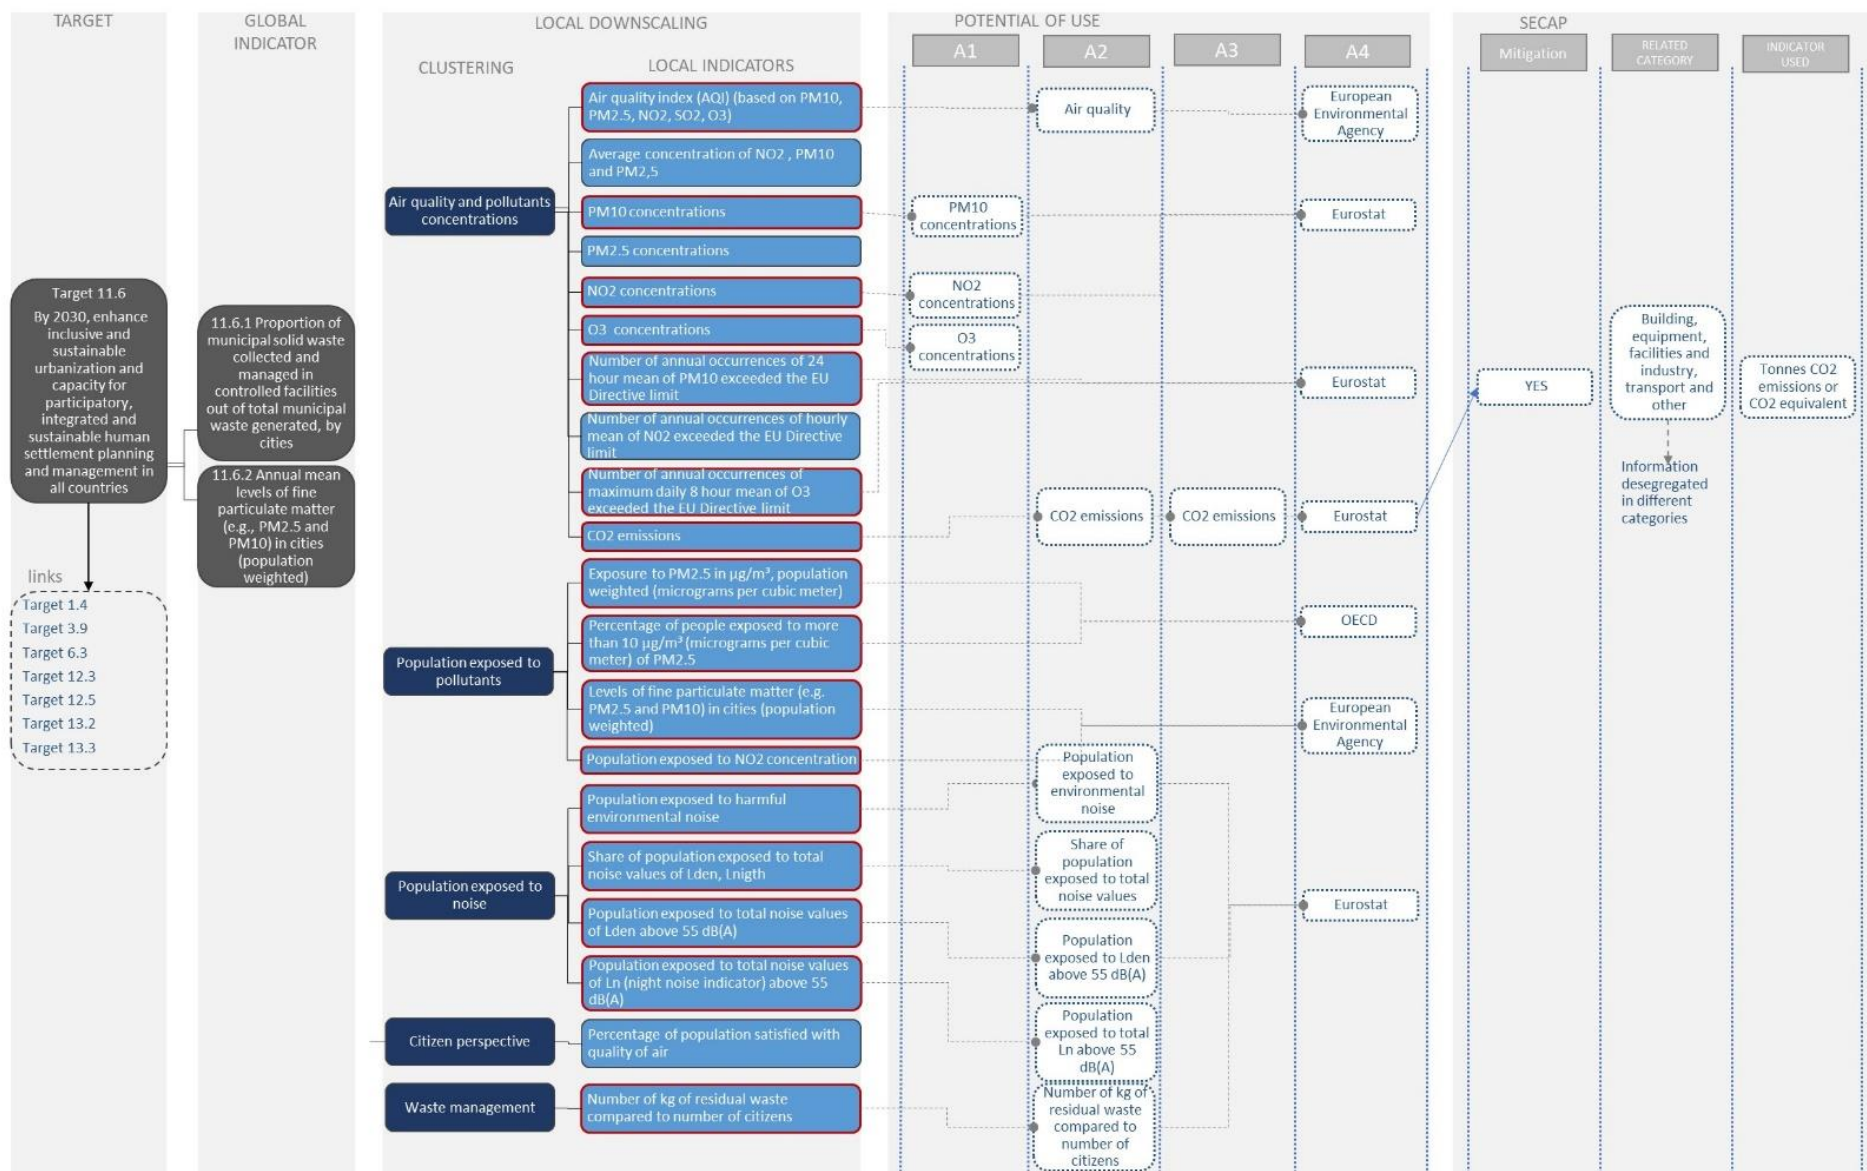 TARGET
GLOBAL
INDICATOR
LOCAL DOWNSCALING
POTENTIAL OF USE
SECAP
CLUSTERING
LOCAL INDICATORS
A1
A2
A3
A4
Mitigation
RELATED
CATEGORY
INDICATOR
USED
Target 11.6
By 2030, enhance
inclusive and
sustainable
urbanization and
capacity for
participatory,
integrated and
sustainable human
settlement planning
and management in
all countries
links
Target 1.4
Target 3.9
Target 6.3
Target 12.3
Target 12.5
Target 13.2
Target 13.3
11.6.1 Proportion of
municipal solid waste
collected and
managed in
controlled facilities
out of total municipal
waste generated, by
cities
11.6.2 Annual mean
levels of fine
particulate matter
(e.g., PM2.5 and
PM10) in cities
(population
weighted)
Air quality and pollutants
concentrations
Population exposed to
pollutants
Population exposed to
noise
Citizen perspective
Waste management
Air quality index (AQI) (based on PM10,
PM2.5, NO2, SO2, O3)
Average concentration of NO2 , PM10
and PM2,5
PM10 concentrations
PM2.5 concentrations
NO2 concentrations
O3 concentrations
Number of annual occurrences of 24
hour mean of PM10 exceeded the EU
Directive limit
Number of annual occurrences of hourly
mean of N02 exceeded the EU Directive
limit
Number of annual occurrences of
maximum daily 8 hour mean of O3
exceeded the EU Directive limit
CO2 emissions
Exposure to PM2.5 in µg/m³, population
weighted (micrograms per cubic meter)
Percentage of people exposed to more
than 10 µg/m³ (micrograms per cubic
meter) of PM2.5
Levels of fine particulate matter (e.g.
PM2.5 and PM10) in cities (population
weighted)
Population exposed to NO2 concentration
Population exposed to harmful
environmental noise
Share of population exposed to total
noise values of Lden, Lnigth
Population exposed to total noise values
of Lden above 55 dB(A)
Population exposed to total noise values
of Ln (night noise indicator) above 55
dB(A)
Percentage of population satisfied with
quality of air
Number of kg of residual waste
compared to number of citizens
PM10
concentrations
NO2
concentrations
O3
concentrations
Air quality
CO2 emissions
Population
exposed to
environmental
noise
Share of
population
exposed to total
noise values
Population
exposed to Lden
above 55 dB(A)
Population
exposed to total
Ln above 55
dB(A)
Number of kg of
residual waste
compared to
number of
citizens
CO2 emissions
European
Environmental
Agency
Eurostat
Eurostat
Eurostat
OECD
European
Environmental
Agency
Eurostat
YES
Building,
equipment,
facilities and
industry,
transport and
other
Information
desegregated
in different
categories
Tonnes CO2
emissions or
CO2 equivalent